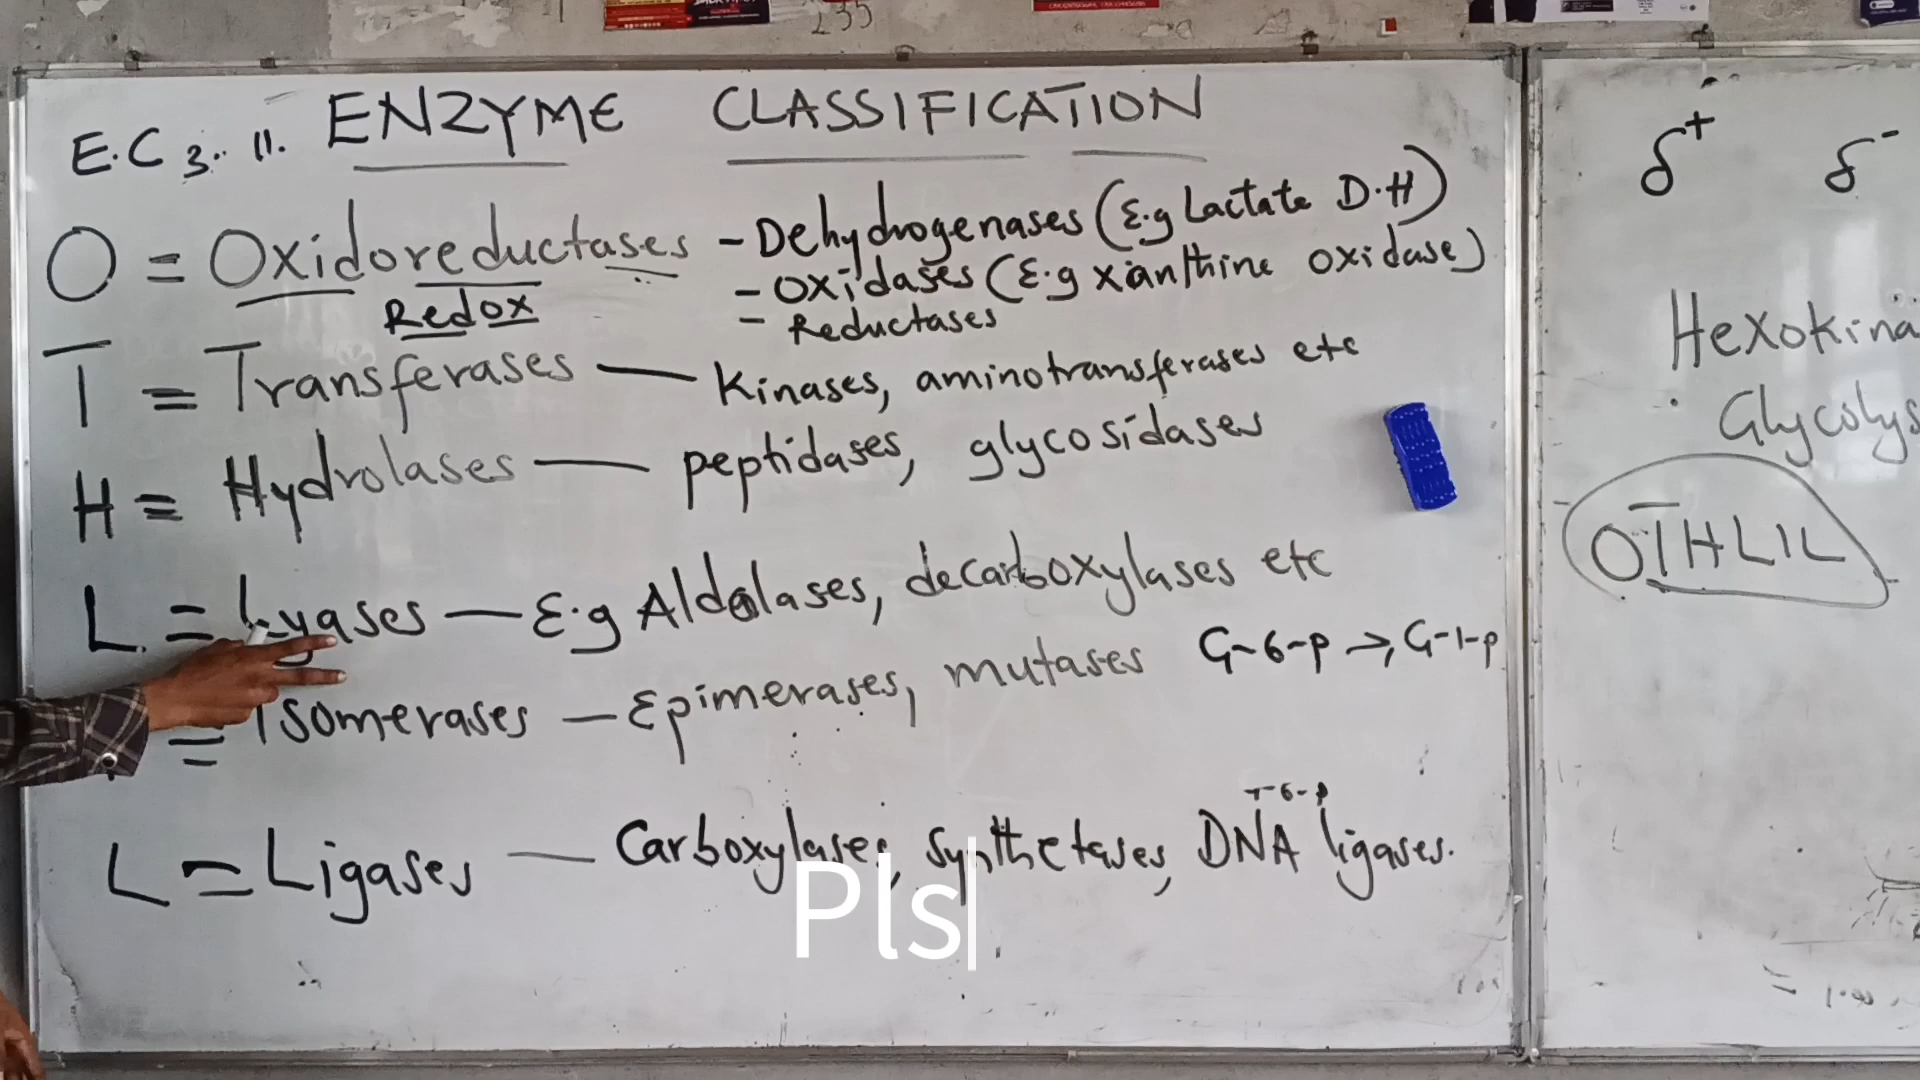 ENZYME CLASSIFICATION
E.C 3.. 11.
O = Oxidoreductases - Dehydrogenases (E.g Lactate D.H)
Redox
- Oxidases (E.g xanthine oxidase)
- Reductases
T = Transferases — Kinases, aminotransferases etc
H = Hydrolases — peptidases, glycosidases
L = Lyases — E.g Aldolases, decarboxylases etc
= Isomerases — Epimerases, mutases G-6-p → G-1-p
L = Ligases — Carboxylases, Synthetases, DNA ligases.
Pls
δ+ δ-
Hexokina
Glycolys
OTHLIL